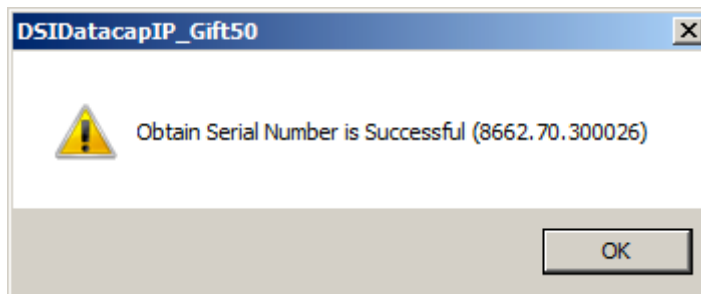 DSIDatacapIP_Gift50
Obtain Serial Number is Successful (8662.70.300026)
OK